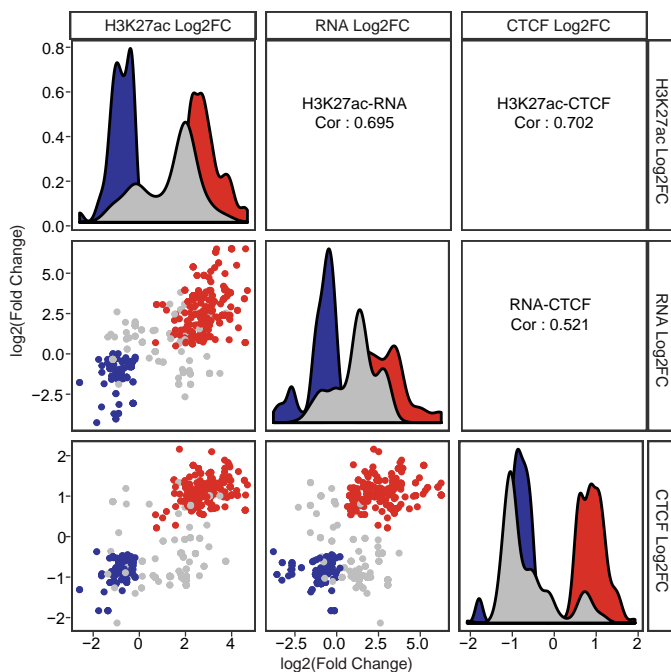 H3K27ac Log2FC RNA Log2FC CTCF Log2FC
0.8
0.6
0.4
0.2
0.0
H3K27ac-RNA
Cor : 0.695
H3K27ac-CTCF
Cor : 0.702
H3K27ac Log2FC
log2(Fold Change)
5.0
2.5
0.0
−2.5
RNA-CTCF
Cor : 0.521
RNA Log2FC
2
1
0
−1
−2
CTCF Log2FC
−2 0 2 4 −2.5 0.0 2.5 5.0 −2 −1 0 1 2
log2(Fold Change)